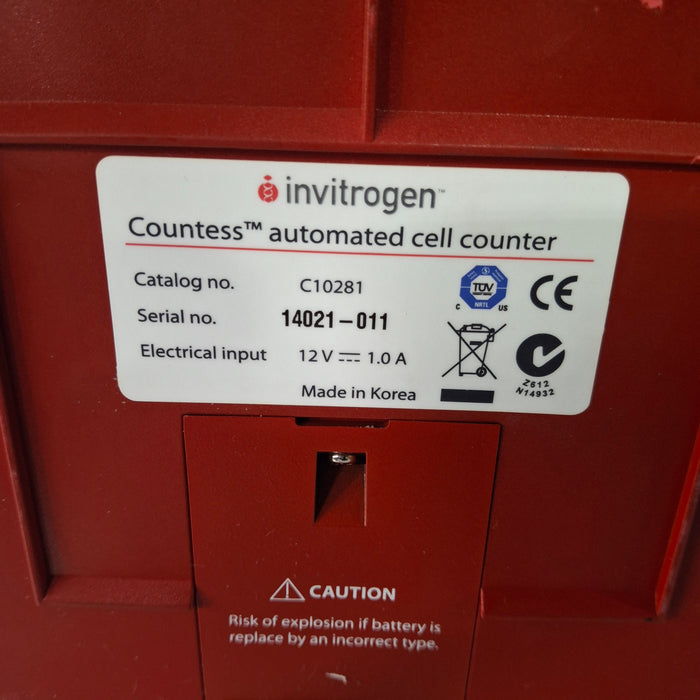 invitrogen™
Countess™ automated cell counter
Catalog no. C10281
Serial no. 14021-011
Electrical input 12 V ⎓ 1.0 A
Made in Korea
TÜV
C NRTL US
CE
Z612
N14932
CAUTION
Risk of explosion if battery is
replace by an incorrect type.